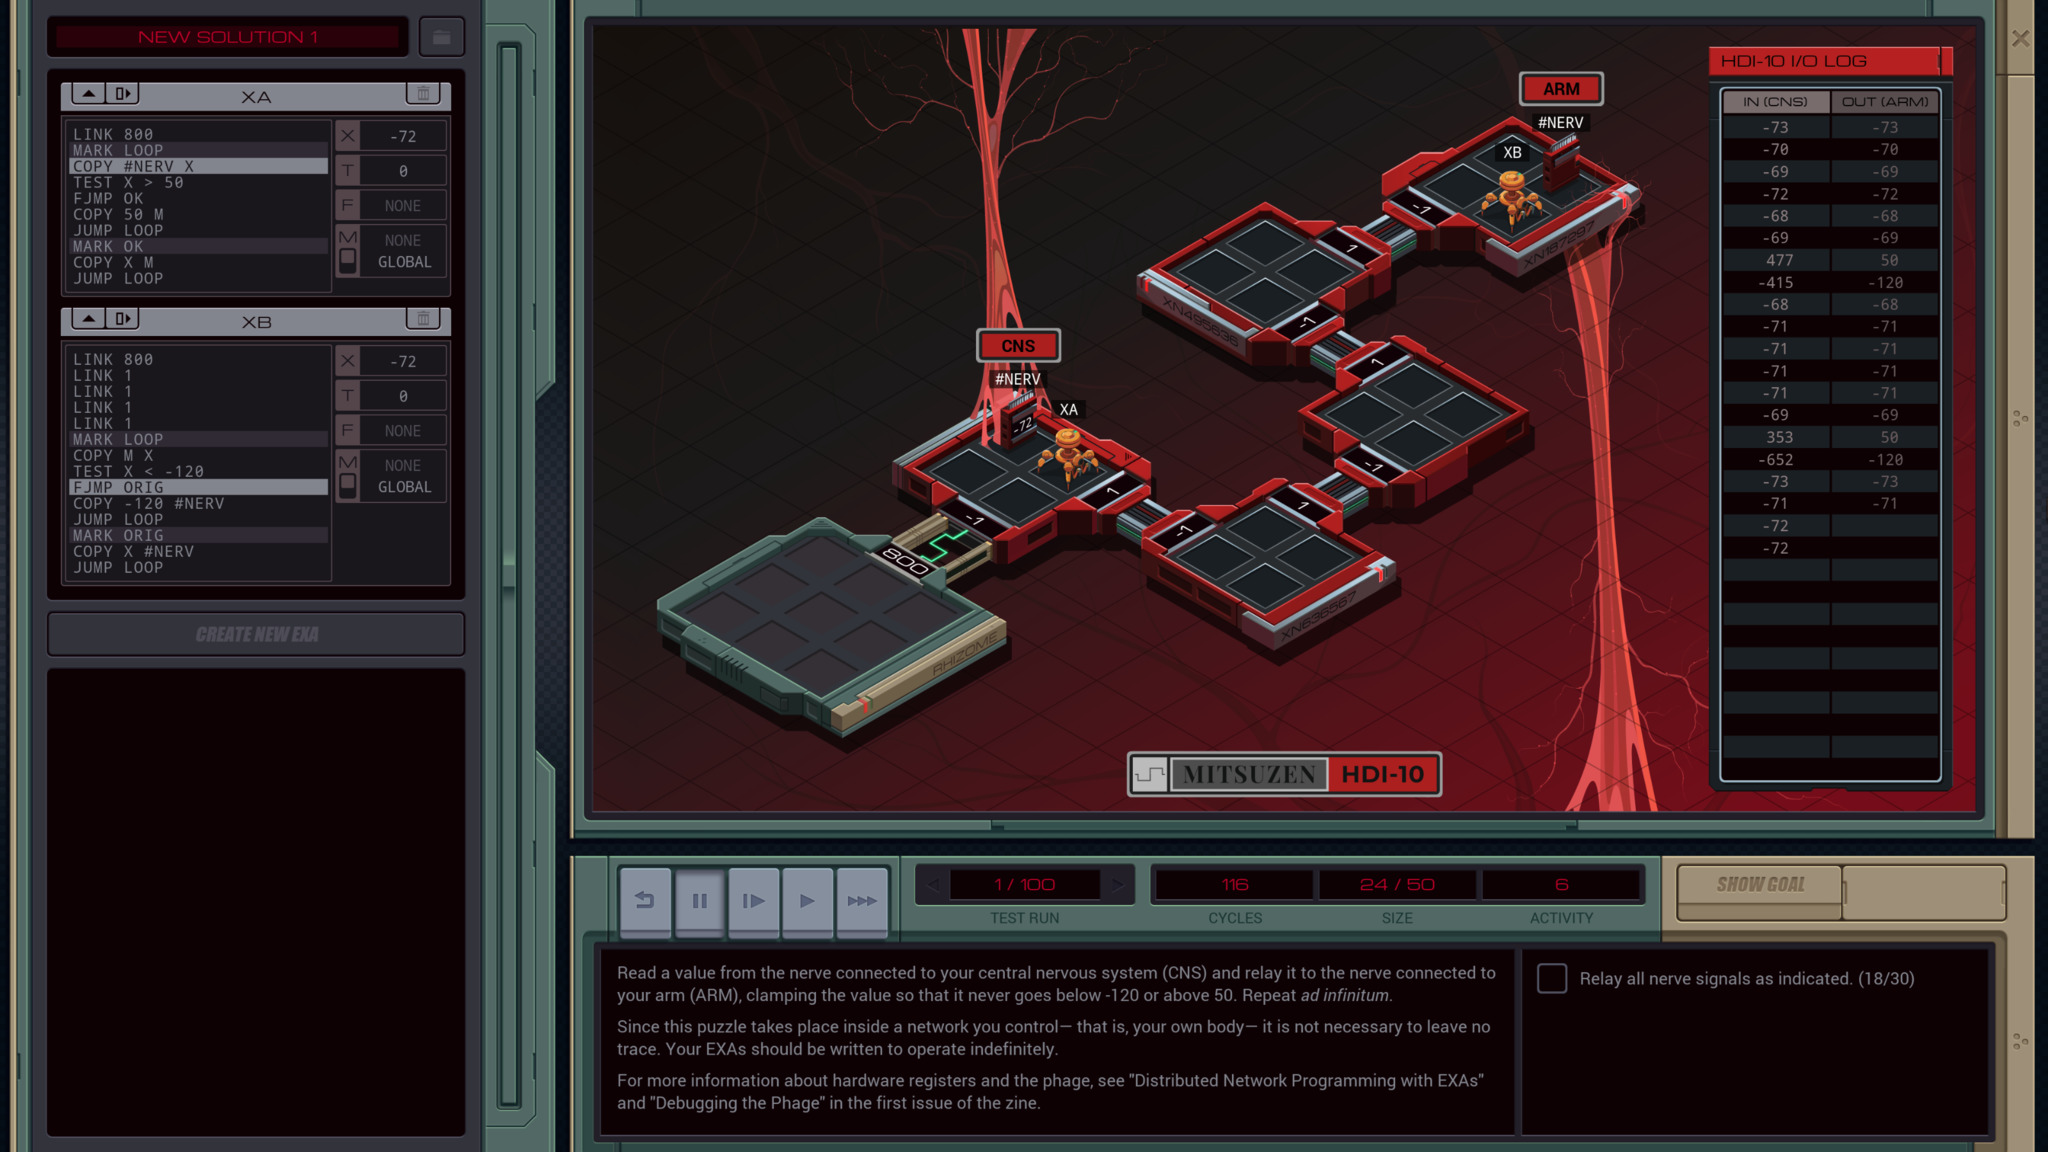 NEW SOLUTION 1
XA
LINK 800
MARK LOOP
COPY #NERV X
TEST X > 50
FJMP OK
COPY 50 M
JUMP LOOP
MARK OK
COPY X M
JUMP LOOP
X -72
T 0
F NONE
M NONE
GLOBAL
XB
LINK 800
LINK 1
LINK 1
LINK 1
LINK 1
MARK LOOP
COPY M X
TEST X < -120
FJMP ORIG
COPY -120 #NERV
JUMP LOOP
MARK ORIG
COPY X #NERV
JUMP LOOP
X -72
T 0
F NONE
M NONE
GLOBAL
CREATE NEW EXA
ARM
#NERV
XB
-1
1
-1
1
-1
1
-1
1
CNS
#NERV
-72
XA
-1
800
RHIZOME
MITSUZEN HDI-10
HDI-10 I/O LOG
IN (CNS) OUT (ARM)
-73 -73
-70 -70
-69 -69
-72 -72
-68 -68
-69 -69
477 50
-415 -120
-68 -68
-71 -71
-71 -71
-71 -71
-71 -71
-69 -69
353 50
-652 -120
-73 -73
-71 -71
-72
-72
1 / 100
TEST RUN
116
CYCLES
24 / 50
SIZE
6
ACTIVITY
SHOW GOAL
Read a value from the nerve connected to your central nervous system (CNS) and relay it to the nerve connected to
your arm (ARM), clamping the value so that it never goes below -120 or above 50. Repeat ad infinitum.
Since this puzzle takes place inside a network you control— that is, your own body— it is not necessary to leave no
trace. Your EXAs should be written to operate indefinitely.
For more information about hardware registers and the phage, see "Distributed Network Programming with EXAs"
and "Debugging the Phage" in the first issue of the zine.
Relay all nerve signals as indicated. (18/30)